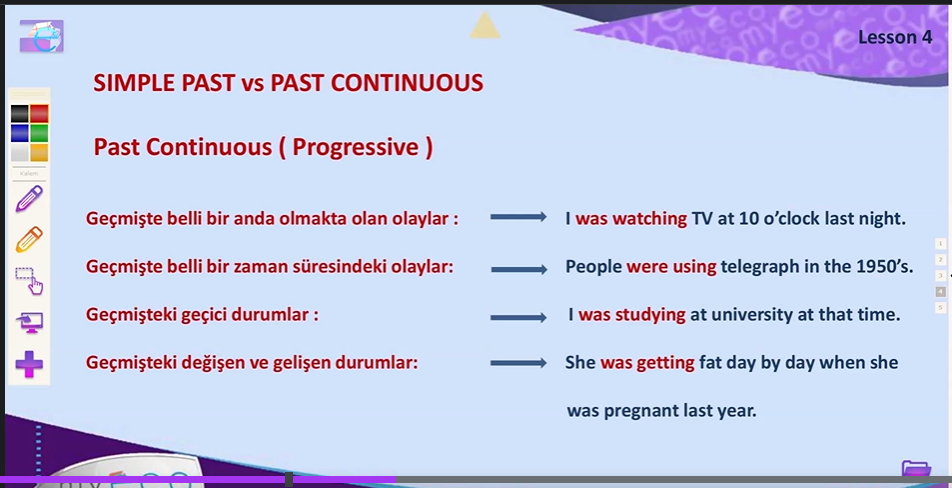 Lesson 4
SIMPLE PAST vs PAST CONTINUOUS
Past Continuous ( Progressive )
Kalem
Geçmişte belli bir anda olmakta olan olaylar : I was watching TV at 10 o’clock last night.
Geçmişte belli bir zaman süresindeki olaylar: People were using telegraph in the 1950’s.
Geçmişteki geçici durumlar : I was studying at university at that time.
Geçmişteki değişen ve gelişen durumlar: She was getting fat day by day when she
was pregnant last year.
1
2
3
4
5